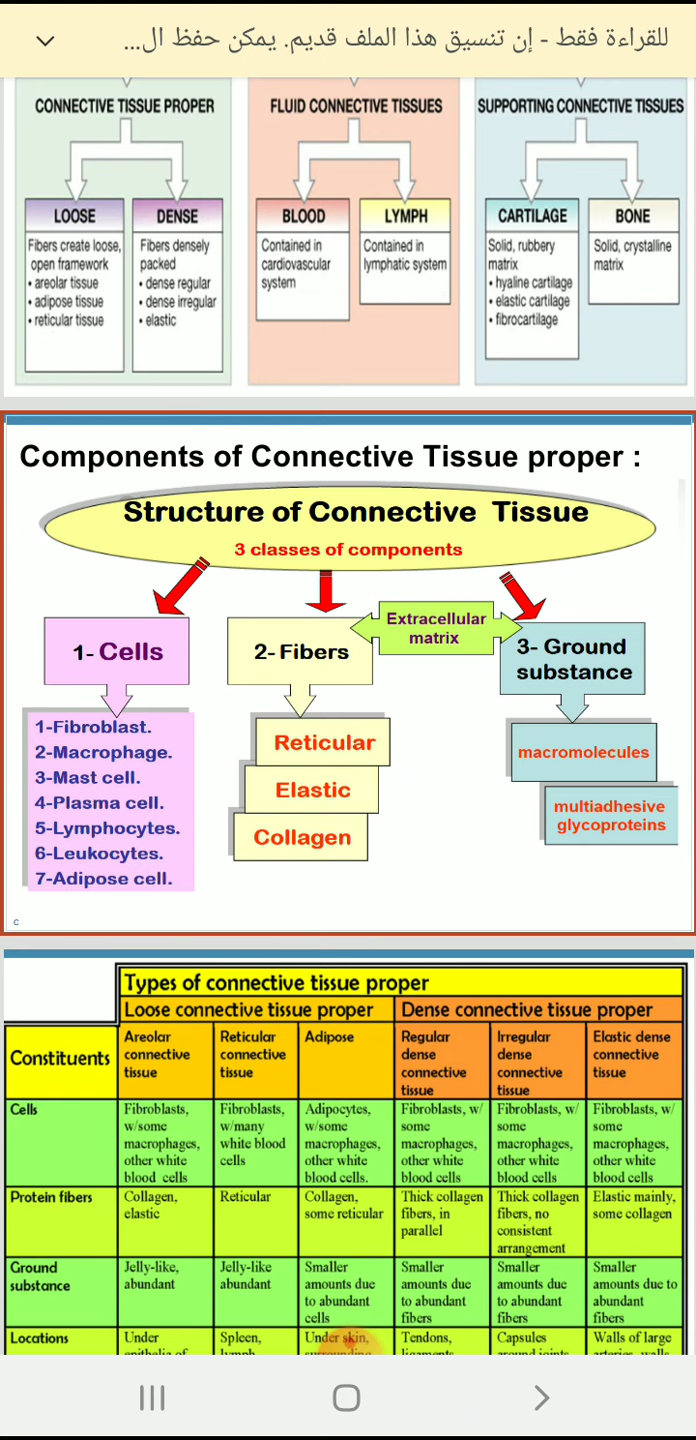 للقراءة فقط - إن تنسيق هذا الملف قديم. يمكن حفظ ال...
CONNECTIVE TISSUE PROPER
FLUID CONNECTIVE TISSUES
SUPPORTING CONNECTIVE TISSUES
LOOSE
Fibers create loose,
open framework
• areolar tissue
• adipose tissue
• reticular tissue
DENSE
Fibers densely
packed
• dense regular
• dense irregular
• elastic
BLOOD
Contained in
cardiovascular
system
LYMPH
Contained in
lymphatic system
CARTILAGE
Solid, rubbery
matrix
• hyaline cartilage
• elastic cartilage
• fibrocartilage
BONE
Solid, crystalline
matrix
Components of Connective Tissue proper :
Structure of Connective Tissue
3 classes of components
1- Cells
2- Fibers
Extracellular
matrix
3- Ground
substance
1-Fibroblast.
2-Macrophage.
3-Mast cell.
4-Plasma cell.
5-Lymphocytes.
6-Leukocytes.
7-Adipose cell.
Reticular
Elastic
Collagen
macromolecules
multiadhesive
glycoproteins
c
Types of connective tissue proper
Loose connective tissue proper
Dense connective tissue proper
Constituents
Areolar
connective
tissue
Reticular
connective
tissue
Adipose
Regular
dense
connective
tissue
Irregular
dense
connective
tissue
Elastic dense
connective
tissue
Cells
Fibroblasts,
w/some
macrophages,
other white
blood cells
Fibroblasts,
w/many
white blood
cells
Adipocytes,
w/some
macrophages,
other white
blood cells.
Fibroblasts, w/
some
macrophages,
other white
blood cells
Fibroblasts, w/
some
macrophages,
other white
blood cells
Fibroblasts, w/
some
macrophages,
other white
blood cells
Protein fibers
Collagen,
elastic
Reticular
Collagen,
some reticular
Thick collagen
fibers, in
parallel
Thick collagen
fibers, no
consistent
arrangement
Elastic mainly,
some collagen
Ground
substance
Jelly-like,
abundant
Jelly-like
abundant
Smaller
amounts due
to abundant
cells
Smaller
amounts due
to abundant
fibers
Smaller
amounts due
to abundant
fibers
Smaller
amounts due to
abundant
fibers
Locations
Under
epithelia of
Spleen,
lymph
Under skin,
surrounding
Tendons,
ligaments
Capsules
around joints
Walls of large
arteries, walls